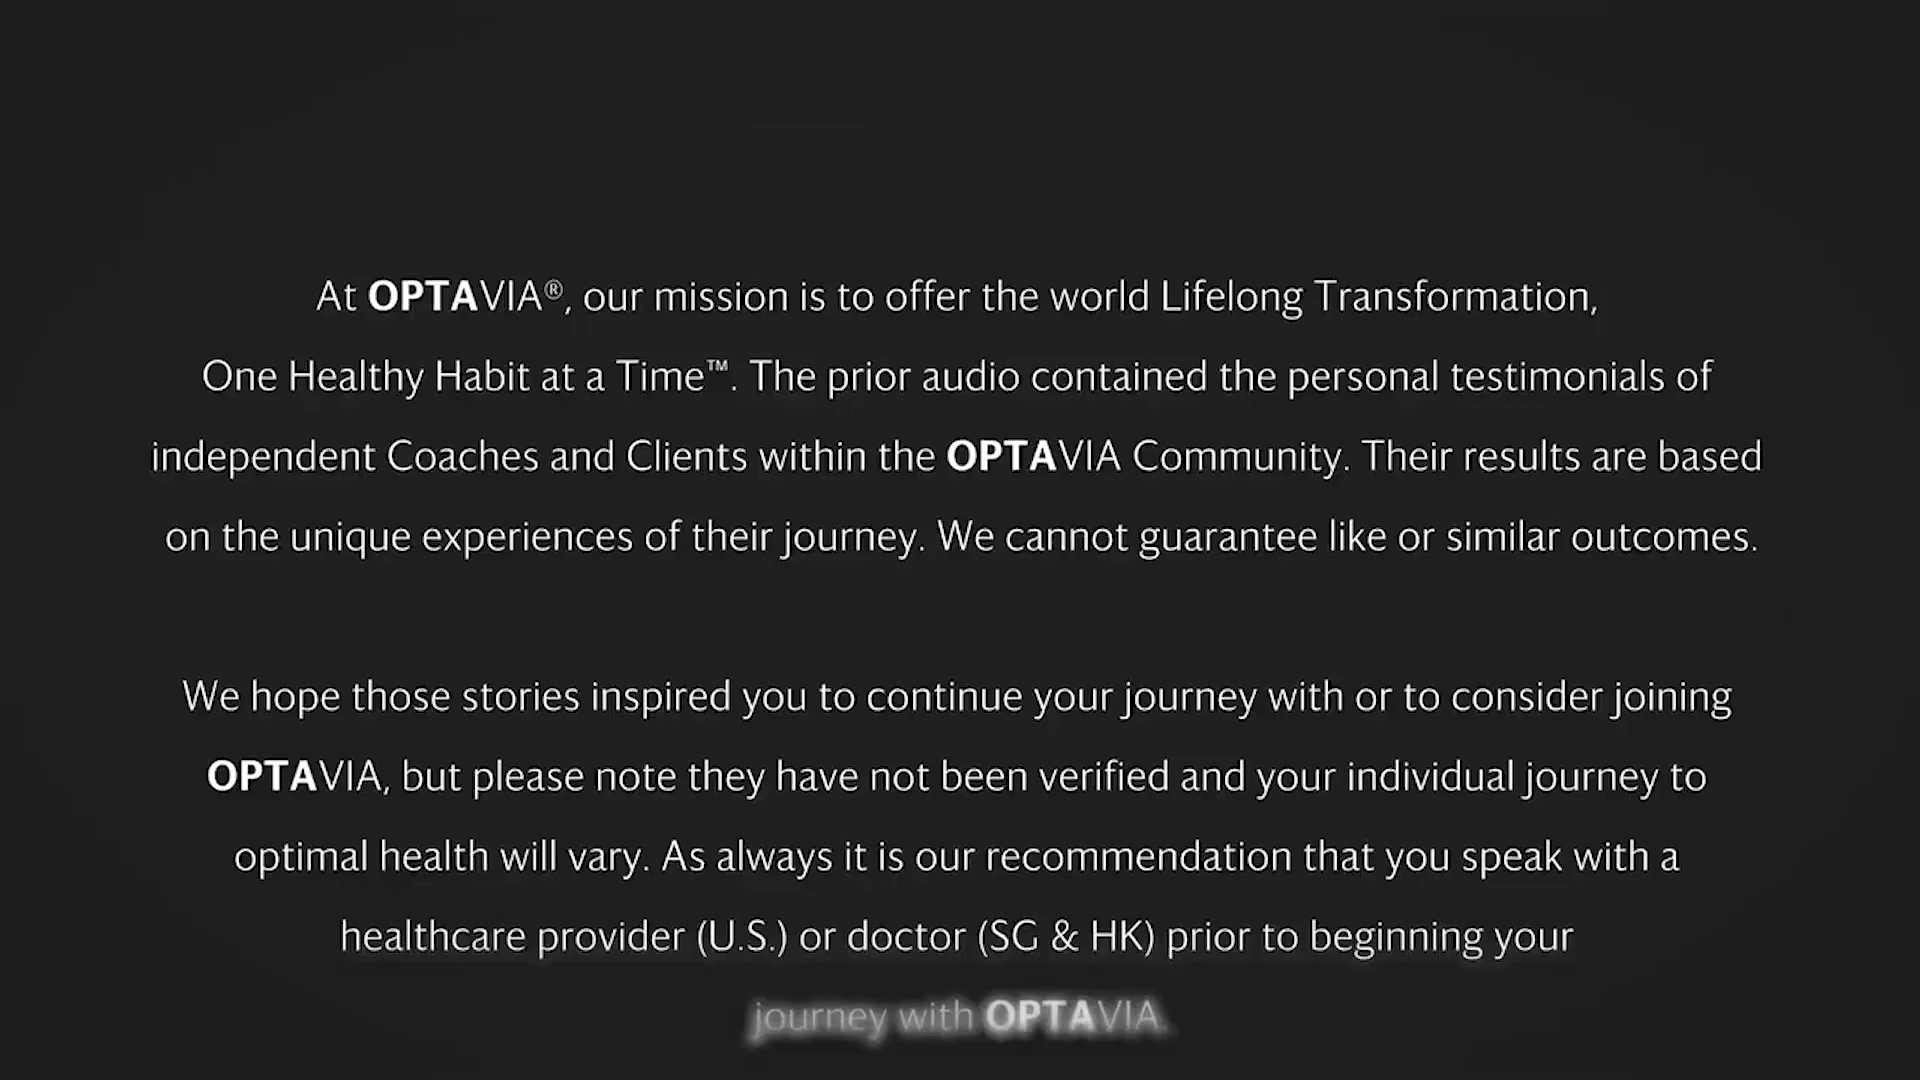 At OPTAVIA®, our mission is to offer the world Lifelong Transformation,
One Healthy Habit at a Time™. The prior audio contained the personal testimonials of
independent Coaches and Clients within the OPTAVIA Community. Their results are based
on the unique experiences of their journey. We cannot guarantee like or similar outcomes.
We hope those stories inspired you to continue your journey with or to consider joining
OPTAVIA, but please note they have not been verified and your individual journey to
optimal health will vary. As always it is our recommendation that you speak with a
healthcare provider (U.S.) or doctor (SG & HK) prior to beginning your
journey with OPTAVIA.